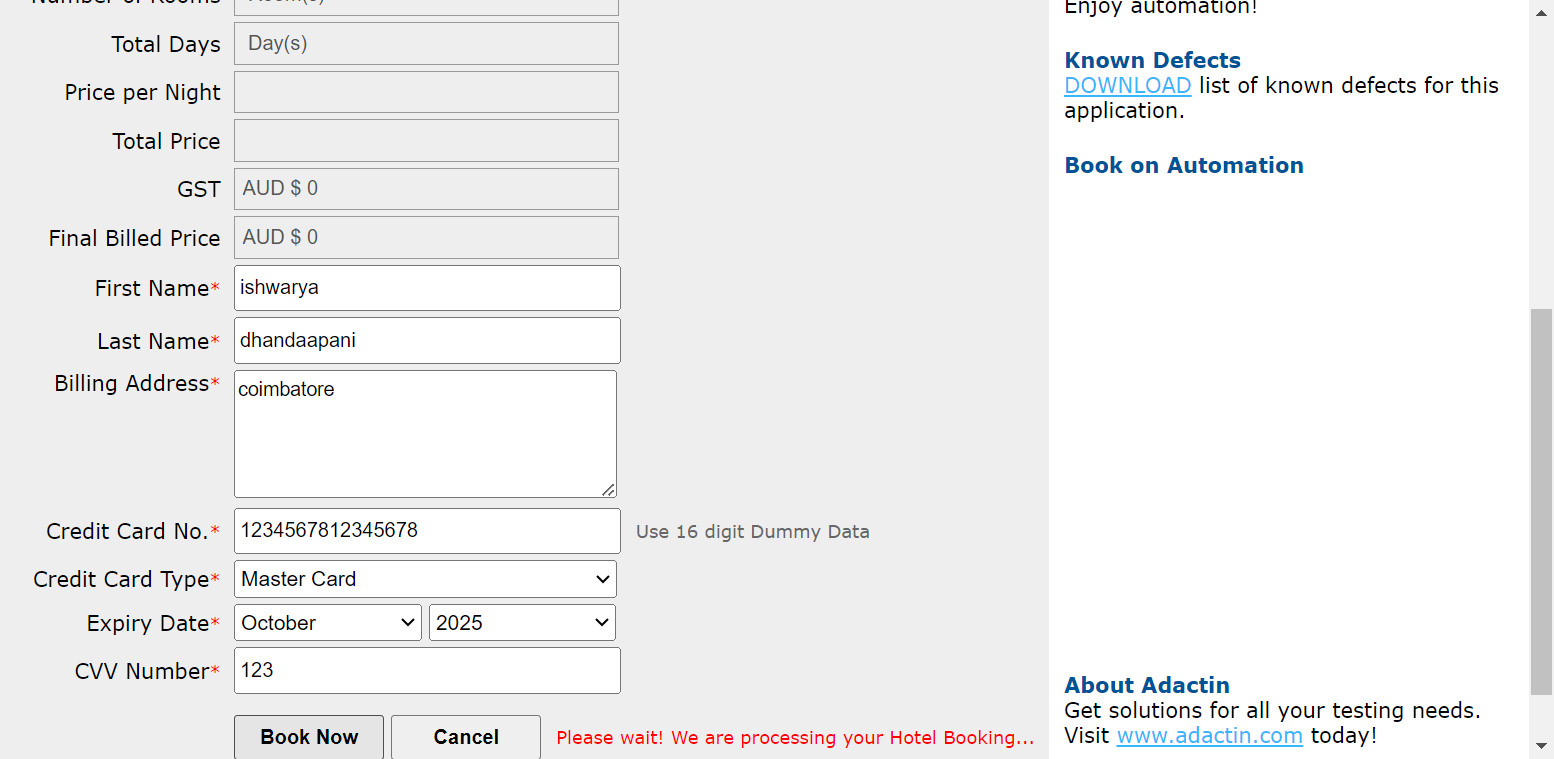 Number of Rooms Room(s)
Total Days Day(s)
Price per Night
Total Price
GST AUD $ 0
Final Billed Price AUD $ 0
First Name* ishwarya
Last Name* dhandaapani
Billing Address* coimbatore
Credit Card No.* 1234567812345678 Use 16 digit Dummy Data
Credit Card Type* Master Card
Expiry Date* October 2025
CVV Number* 123
Book Now Cancel Please wait! We are processing your Hotel Booking...
Enjoy automation!
Known Defects
DOWNLOAD list of known defects for this
application.
Book on Automation
About Adactin
Get solutions for all your testing needs.
Visit www.adactin.com today!